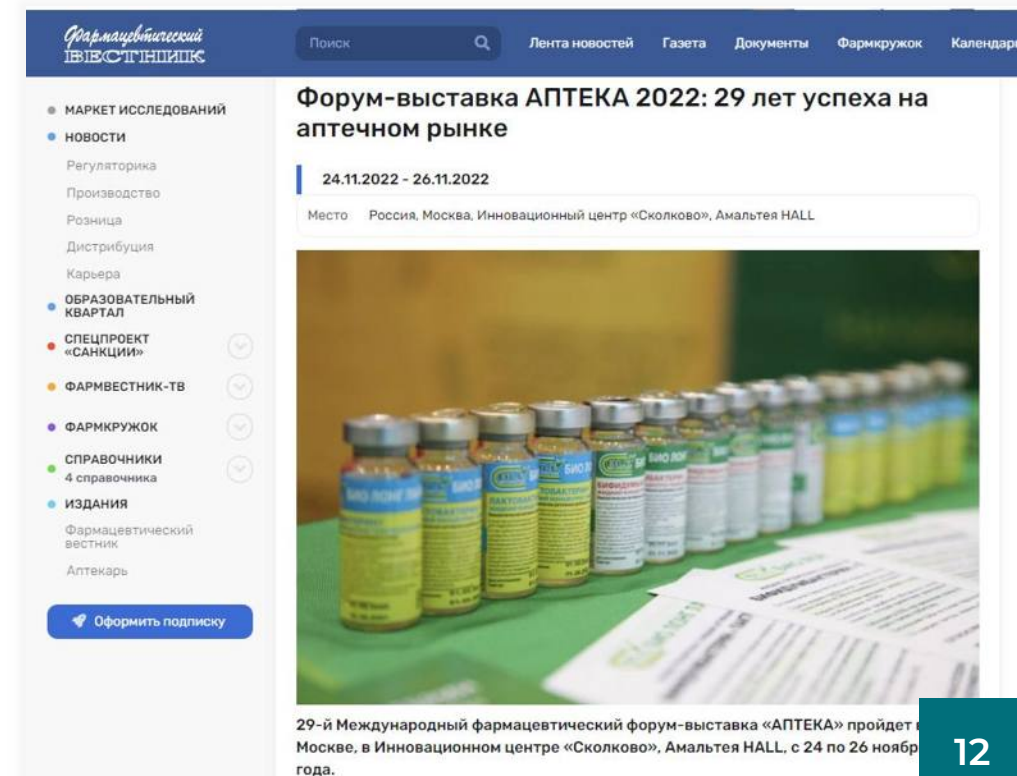 Фармацевтический
ВЕСТНИК
Поиск
Лента новостей
Газета
Документы
Фармкружок
МАРКЕТ ИССЛЕДОВАНИЙ
НОВОСТИ
Регуляторика
Производство
Розница
Дистрибуция
Карьера
ОБРАЗОВАТЕЛЬНЫЙ
КВАРТАЛ
СПЕЦПРОЕКТ
«САНКЦИИ»
ФАРМВЕСТНИК-ТВ
ФАРМКРУЖОК
СПРАВОЧНИКИ
4 справочника
ИЗДАНИЯ
Фармацевтический
вестник
Аптекарь
Оформить подписку
Форум-выставка АПТЕКА 2022: 29 лет успеха на
аптечном рынке
24.11.2022 - 26.11.2022
Место Россия, Москва, Инновационный центр «Сколково», Амальтея HALL
БИО ЛОНГ
29-й Международный фармацевтический форум-выставка «АПТЕКА» пройдет
Москве, в Инновационном центре «Сколково», Амальтея HALL, с 24 по 26
года.
12